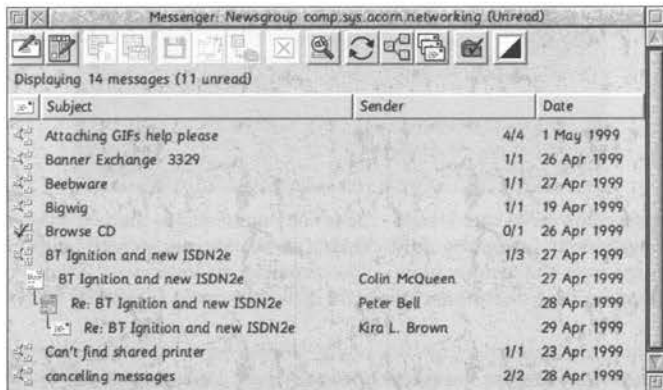 Messenger: Newsgroup comp.sys.acorn.networking (Unread)
Displaying 14 messages (11 unread)
Subject Sender Date
Attaching GIFs help please 4/4 1 May 1999
Banner Exchange 3329 1/1 26 Apr 1999
Beebware 1/1 27 Apr 1999
Bigwig 1/1 19 Apr 1999
Browse CD 0/1 26 Apr 1999
BT Ignition and new ISDN2e 1/3 27 Apr 1999
BT Ignition and new ISDN2e Colin McQueen 27 Apr 1999
Re: BT Ignition and new ISDN2e Peter Bell 28 Apr 1999
Re: BT Ignition and new ISDN2e Kira L. Brown 29 Apr 1999
Can't find shared printer 1/1 23 Apr 1999
cancelling messages 2/2 28 Apr 1999